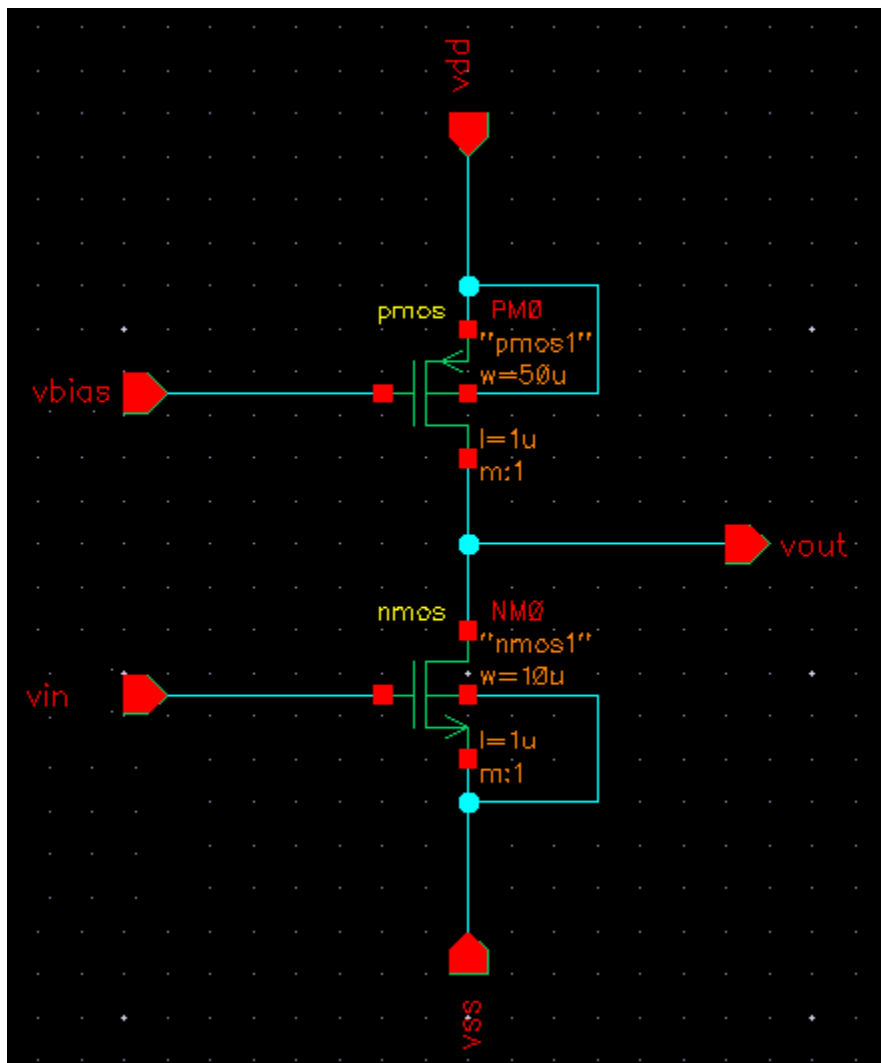 vdd
pmos PM0
"pmos1"
w=50u
vbias
l=1u
m:1
vout
nmos NM0
"nmos1"
w=10u
vin
l=1u
m:1
vss